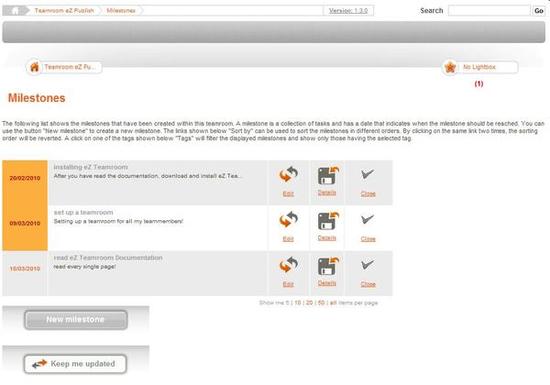 Teamroom eZ Publish Milestones Version: 1.3.0 Search Go
Teamroom eZ Pu... No Lightbox
(1)
Milestones
The following list shows the milestones that have been created within this teamroom. A milestone is a collection of tasks and has a date that indicates when the milestone should be reached. You can
use the button "New milestone" to create a new milestone. The links shown below "Sort by" can be used to sort the milestones in different orders. By clicking on the same link two times, the sorting
order will be reverted. A click on one of the tags shown below "Tags" will filter the displayed milestones and show only those having the selected tag.
installing eZ Teamroom
20/02/2010 After you have read the documentation, download and install eZ Tea...
Edit Details Close
set up a teamroom
09/03/2010 Setting up a teamroom for all my teammembers!
Edit Details Close
read eZ Teamroom Documentation
10/03/2010 read every single page!
Edit Details Close
Show me 5 | 10 | 20 | 50 | all items per page
New milestone
Keep me updated